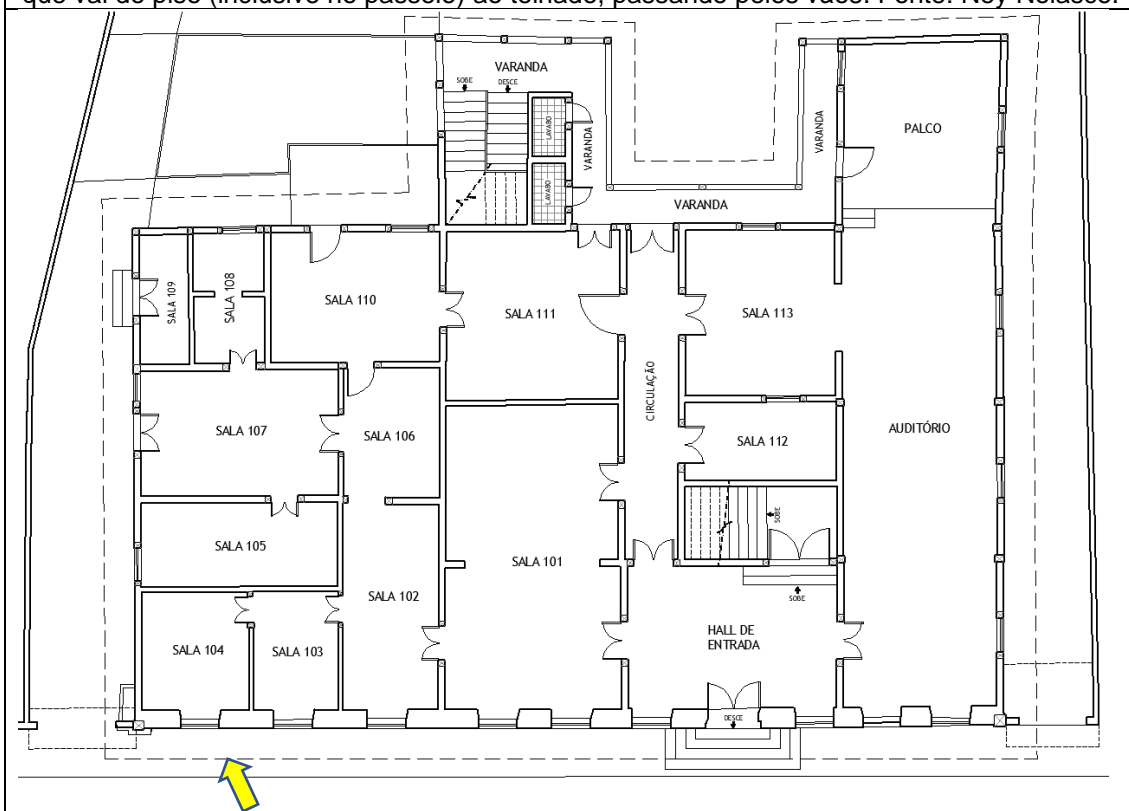 que vai do piso (inclusive no passeio) ao telhado, passando pelos vãos. Fonte: Ney Nolasco.
VARANDA
SOBE
DESCE
LAVABO
VARANDA
LAVABO
VARANDA
VARANDA
PALCO
SALA 109
SALA 108
SALA 110
SALA 111
SALA 113
CIRCULAÇÃO
SALA 107
SALA 106
SALA 112
AUDITÓRIO
SOBE
SALA 105
SALA 101
SALA 102
SOBE
SALA 104
SALA 103
HALL DE
ENTRADA
DESCE